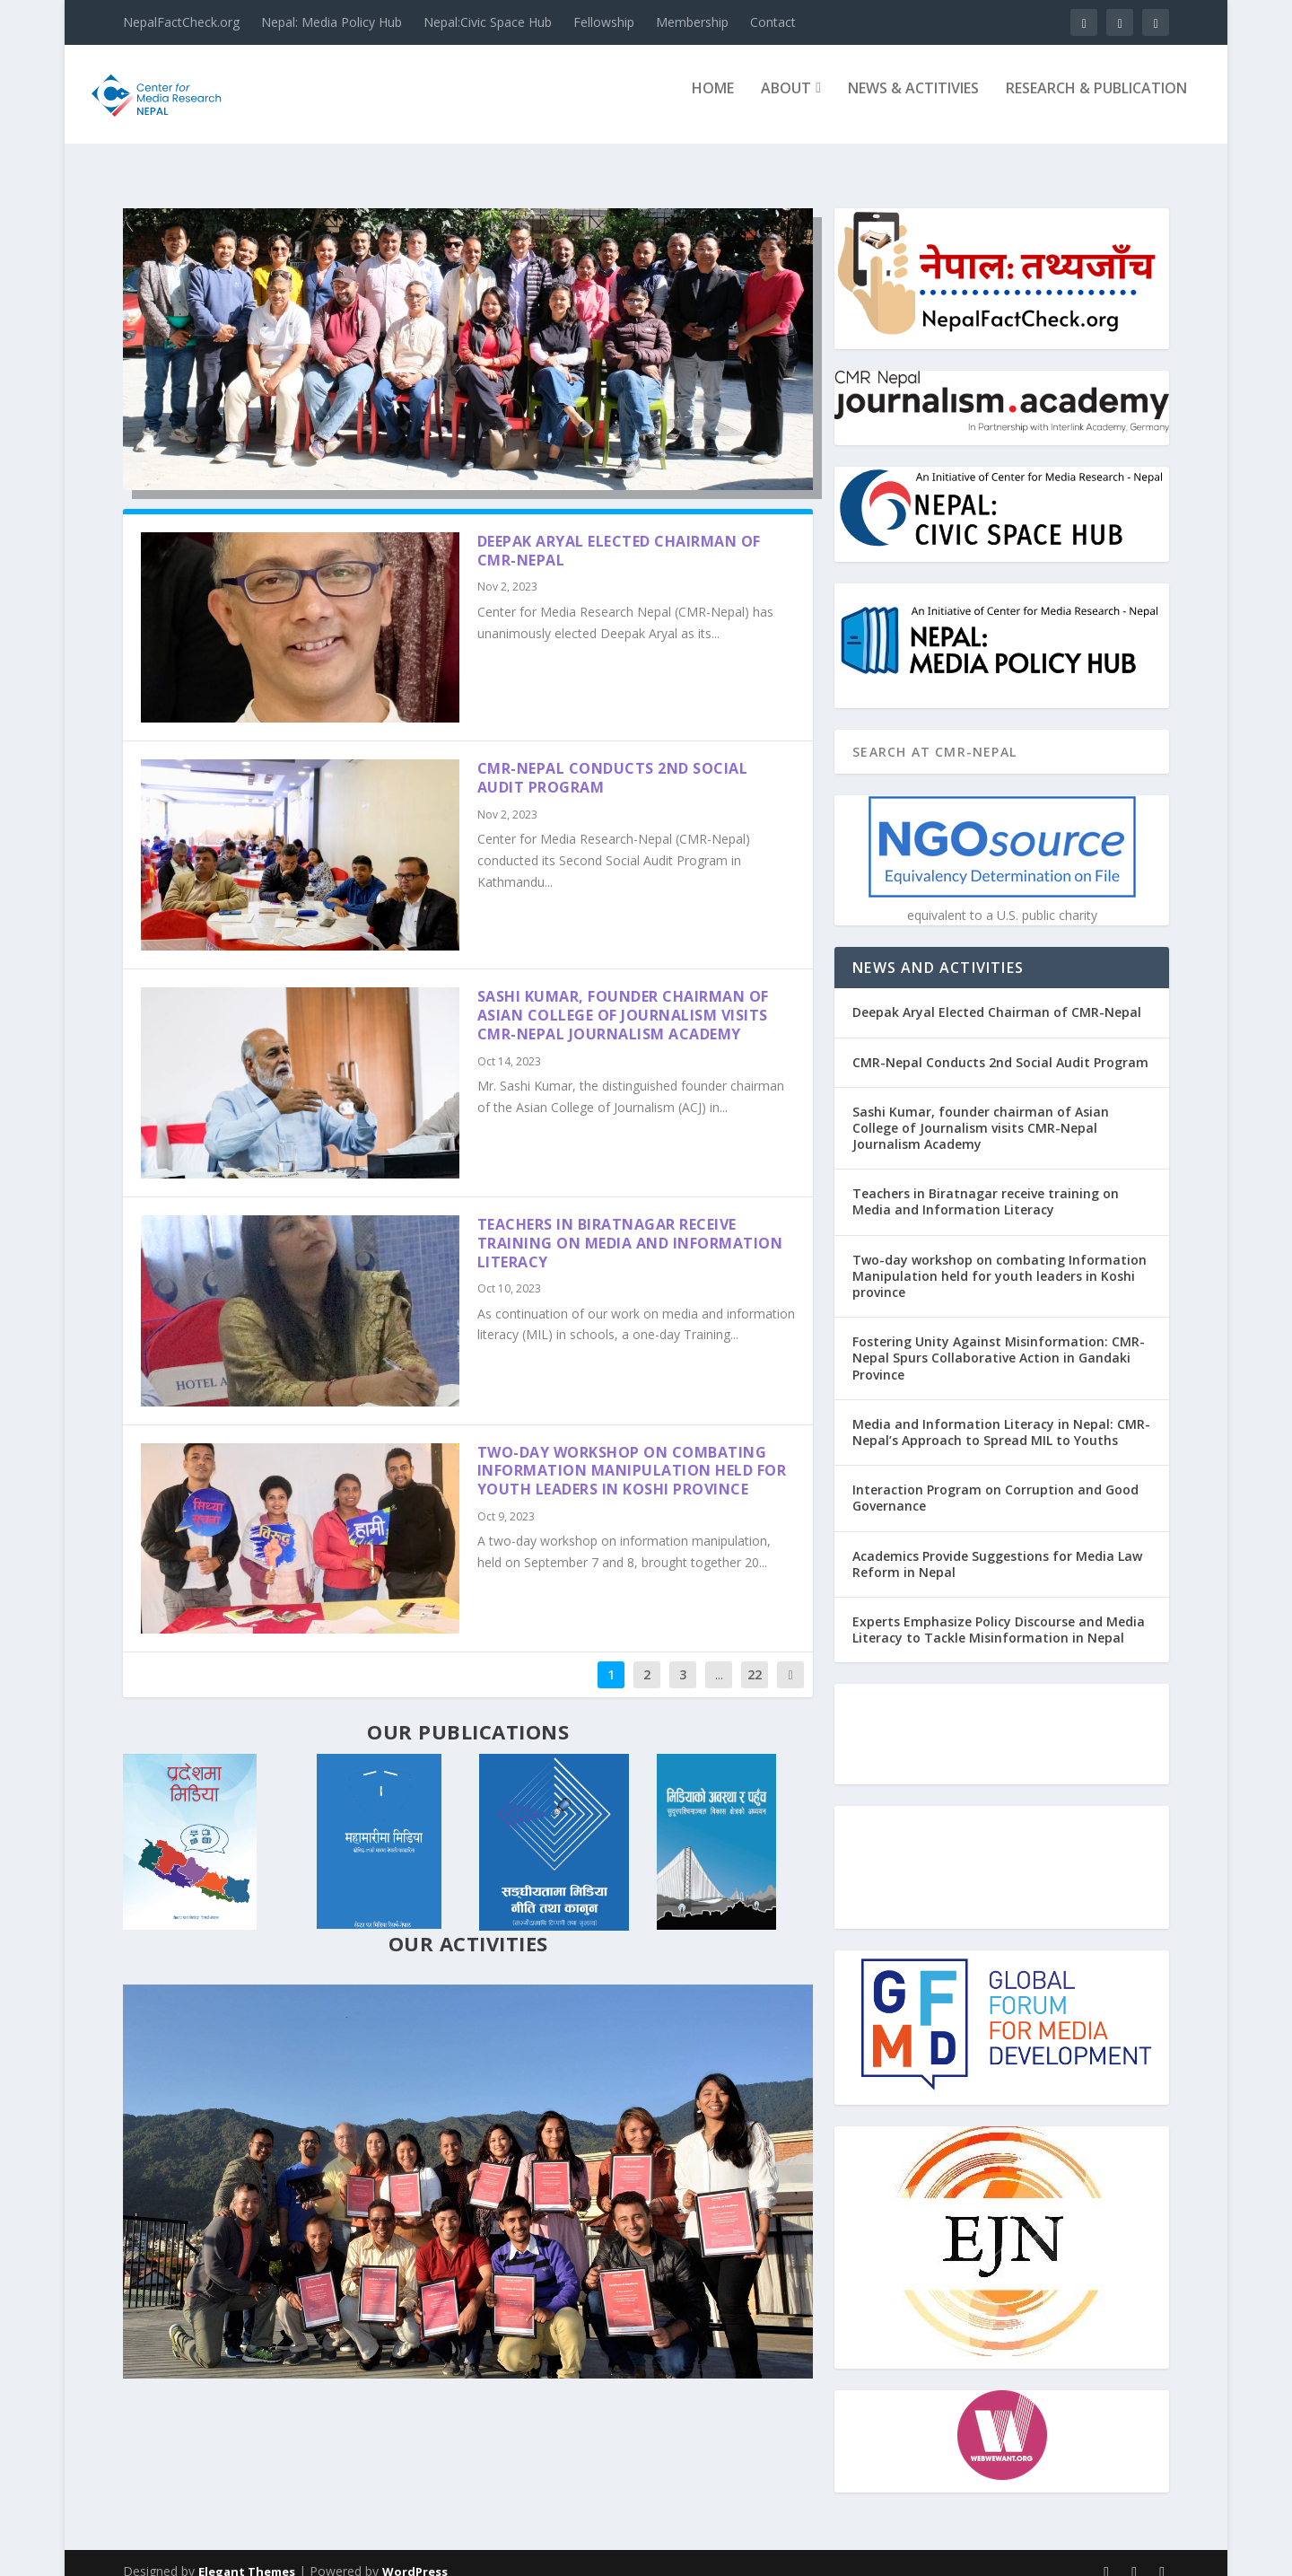 NepalFactCheck.org Nepal: Media Policy Hub Nepal:Civic Space Hub Fellowship Membership Contact
Center for
Media Research
NEPAL
HOME ABOUT NEWS & ACTITIVIES RESEARCH & PUBLICATION
DEEPAK ARYAL ELECTED CHAIRMAN OF
CMR-NEPAL
Nov 2, 2023
Center for Media Research Nepal (CMR-Nepal) has
unanimously elected Deepak Aryal as its...
CMR-NEPAL CONDUCTS 2ND SOCIAL
AUDIT PROGRAM
Nov 2, 2023
Center for Media Research-Nepal (CMR-Nepal)
conducted its Second Social Audit Program in
Kathmandu...
SASHI KUMAR, FOUNDER CHAIRMAN OF
ASIAN COLLEGE OF JOURNALISM VISITS
CMR-NEPAL JOURNALISM ACADEMY
Oct 14, 2023
Mr. Sashi Kumar, the distinguished founder chairman
of the Asian College of Journalism (ACJ) in...
HOTEL A
TEACHERS IN BIRATNAGAR RECEIVE
TRAINING ON MEDIA AND INFORMATION
LITERACY
Oct 10, 2023
As continuation of our work on media and information
literacy (MIL) in schools, a one-day Training...
मिथ्या
सूचना
विरुद्ध
हामी
TWO-DAY WORKSHOP ON COMBATING
INFORMATION MANIPULATION HELD FOR
YOUTH LEADERS IN KOSHI PROVINCE
Oct 9, 2023
A two-day workshop on information manipulation,
held on September 7 and 8, brought together 20...
1 2 3 ... 22
OUR PUBLICATIONS
प्रदेशमा
मिडिया
महामारीमा मिडिया
सङ्घीयतामा मिडिया
नीति तथा कानुन
मिडियाको अवस्था र पहुँच
OUR ACTIVITIES
नेपाल: तथ्यजाँच
NepalFactCheck.org
CMR Nepal
journalism.academy
In Partnership with Interlink Academy, Germany
An Initiative of Center for Media Research - Nepal
NEPAL:
CIVIC SPACE HUB
An Initiative of Center for Media Research - Nepal
NEPAL:
MEDIA POLICY HUB
SEARCH AT CMR-NEPAL
NGOsource
Equivalency Determination on File
equivalent to a U.S. public charity
NEWS AND ACTIVITIES
Deepak Aryal Elected Chairman of CMR-Nepal
CMR-Nepal Conducts 2nd Social Audit Program
Sashi Kumar, founder chairman of Asian
College of Journalism visits CMR-Nepal
Journalism Academy
Teachers in Biratnagar receive training on
Media and Information Literacy
Two-day workshop on combating Information
Manipulation held for youth leaders in Koshi
province
Fostering Unity Against Misinformation: CMR-
Nepal Spurs Collaborative Action in Gandaki
Province
Media and Information Literacy in Nepal: CMR-
Nepal’s Approach to Spread MIL to Youths
Interaction Program on Corruption and Good
Governance
Academics Provide Suggestions for Media Law
Reform in Nepal
Experts Emphasize Policy Discourse and Media
Literacy to Tackle Misinformation in Nepal
GFMD
GLOBAL
FORUM
FOR MEDIA
DEVELOPMENT
EJN
W
WEBWEWANT.ORG
Designed by Elegant Themes | Powered by WordPress